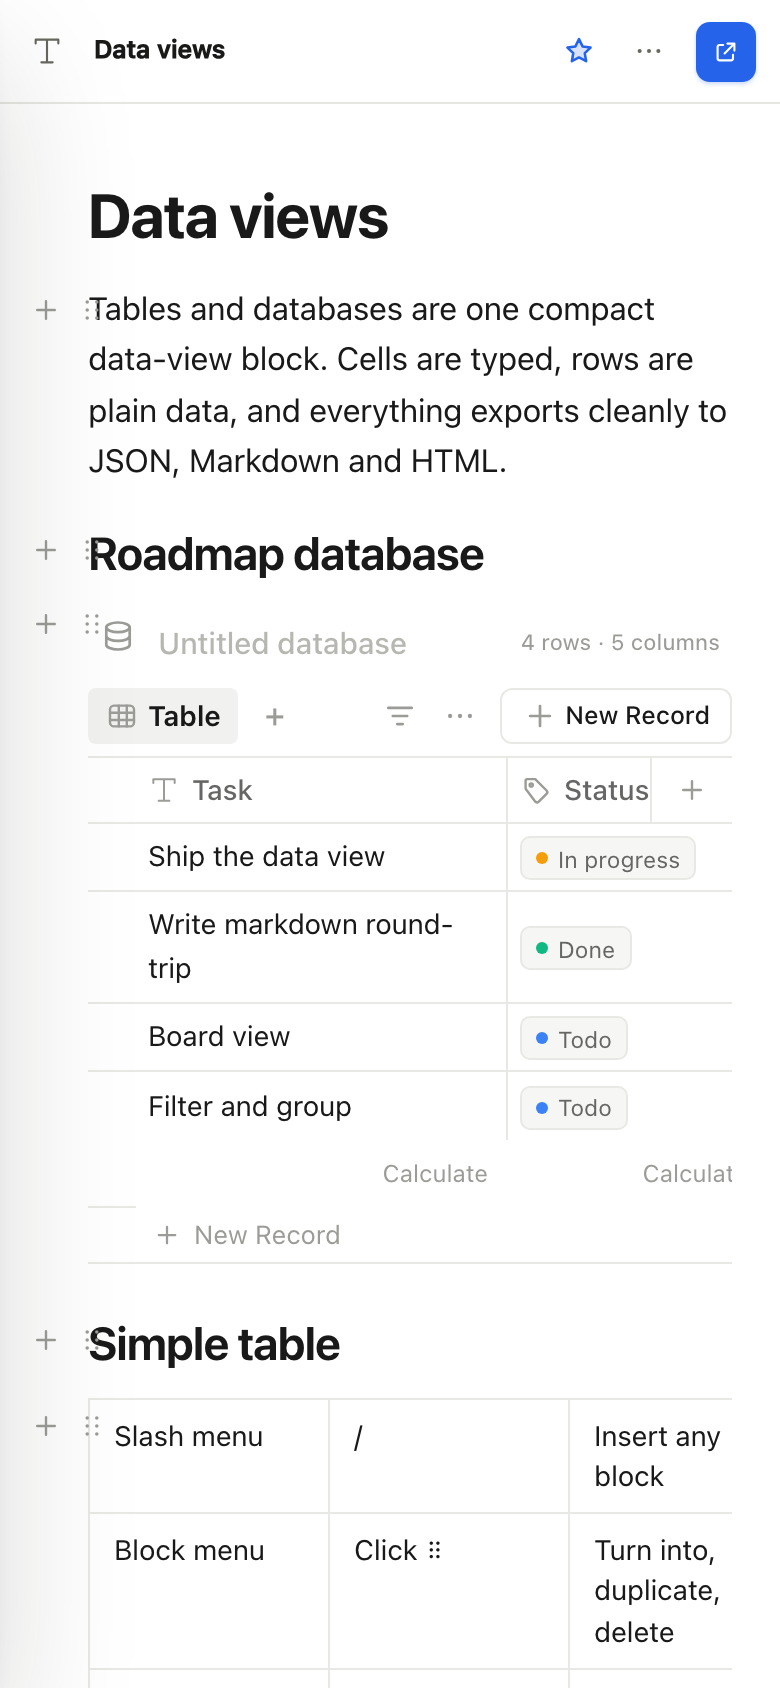 Data views
Data views
Tables and databases are one compact
data-view block. Cells are typed, rows are
plain data, and everything exports cleanly to
JSON, Markdown and HTML.
Roadmap database
Untitled database 4 rows · 5 columns
Table + New Record
Task Status
Ship the data view In progress
Write markdown round-
trip Done
Board view Todo
Filter and group Todo
Calculate Calculat
+ New Record
Simple table
Slash menu / Insert any
block
Block menu Click ⠿ Turn into,
duplicate,
delete